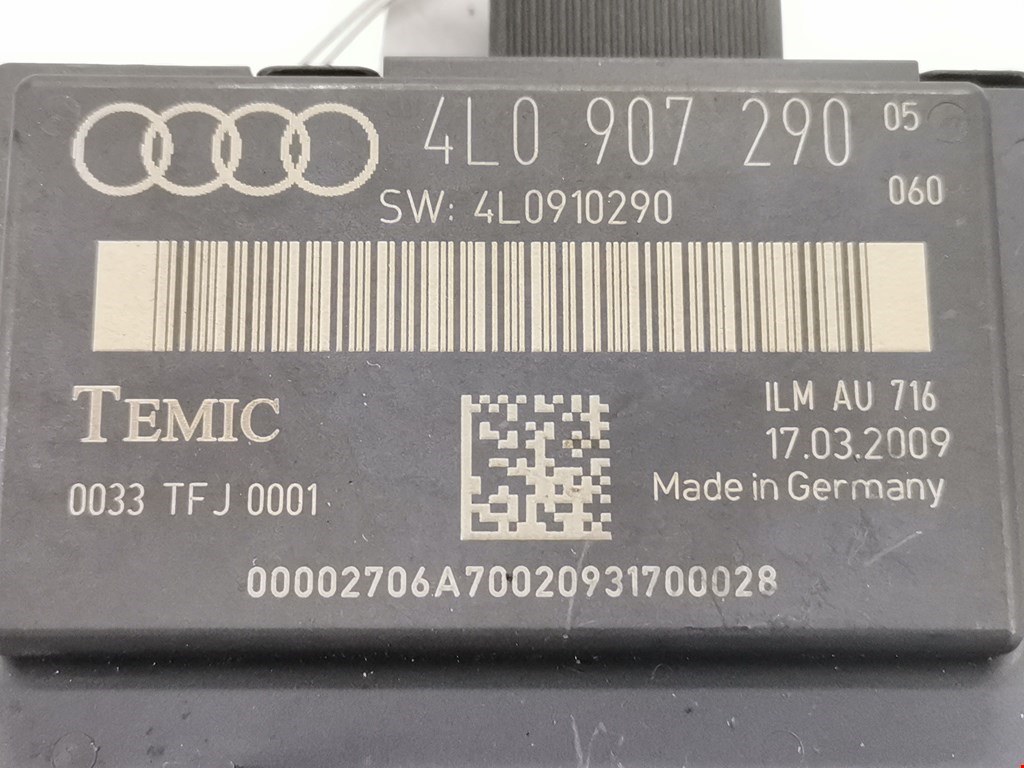 4L0 907 290 05
SW: 4L0910290 060
TEMIC
0033 TFJ 0001
ILM AU 716
17.03.2009
Made in Germany
00002706A70020931700028